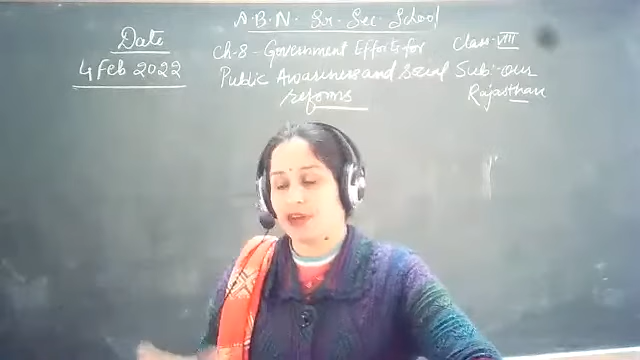 A.B.N. Sr. Sec. School
Date
4 Feb 2022
Ch-8 - Government Efforts for
Public Awareness and Social
reforms
Class-VIII
Sub:- our
Rajasthan